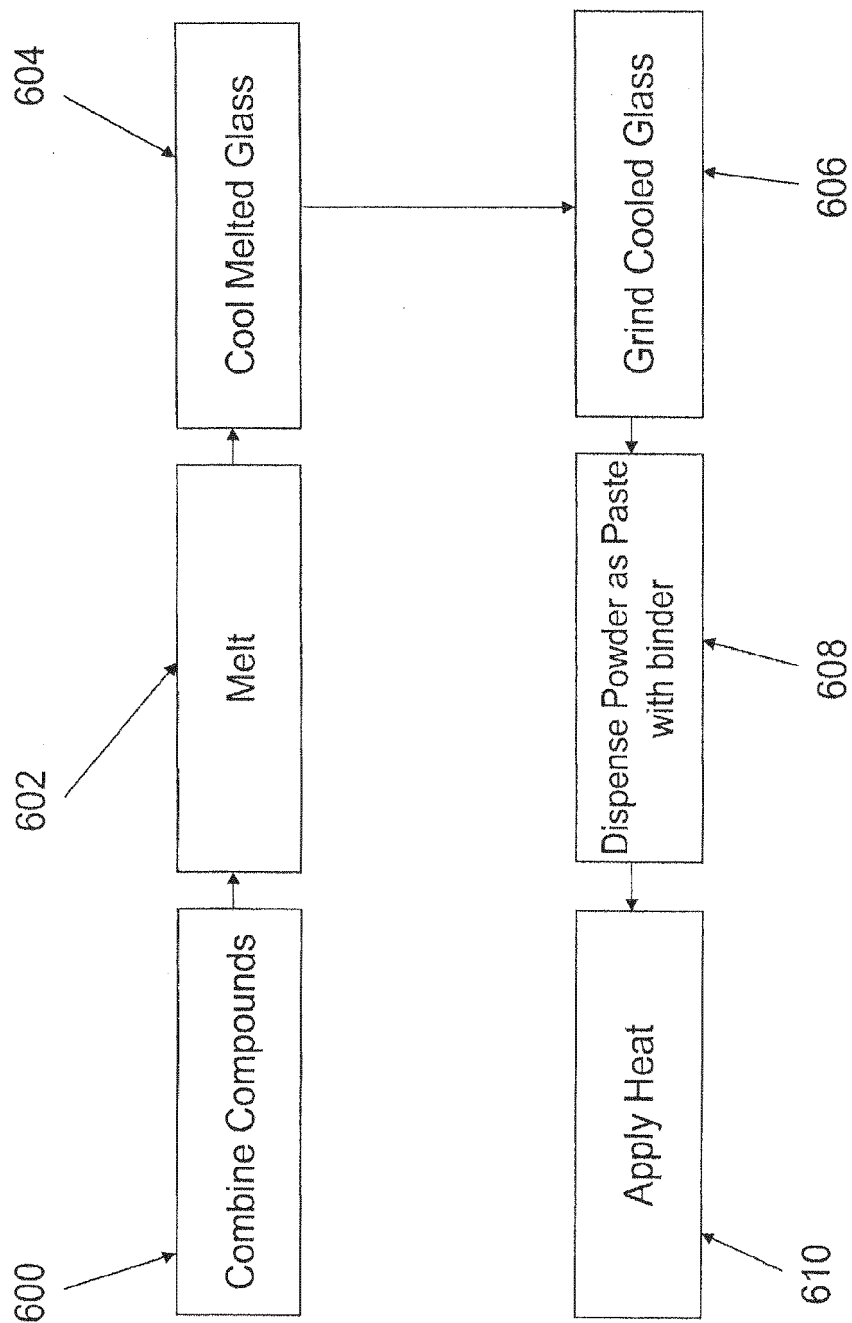 600
602
604
Combine Compounds
Melt
Cool Melted Glass
Apply Heat
Dispense Powder as Paste
with binder
Grind Cooled Glass
610
608
606